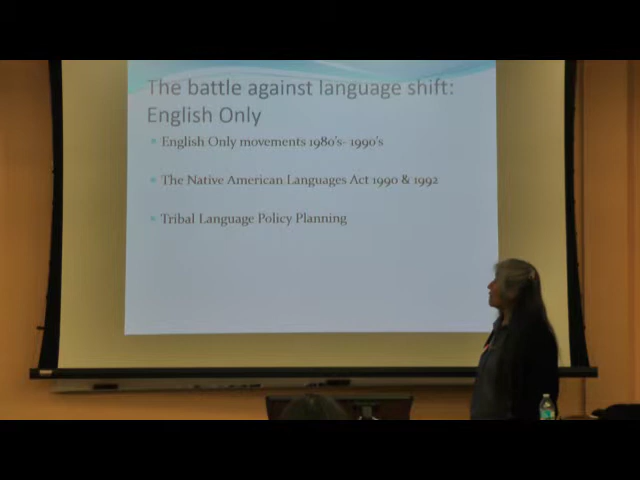 The battle against language shift:
English Only
English Only movements 1980's- 1990's
The Native American Languages Act 1990 & 1992
Tribal Language Policy Planning